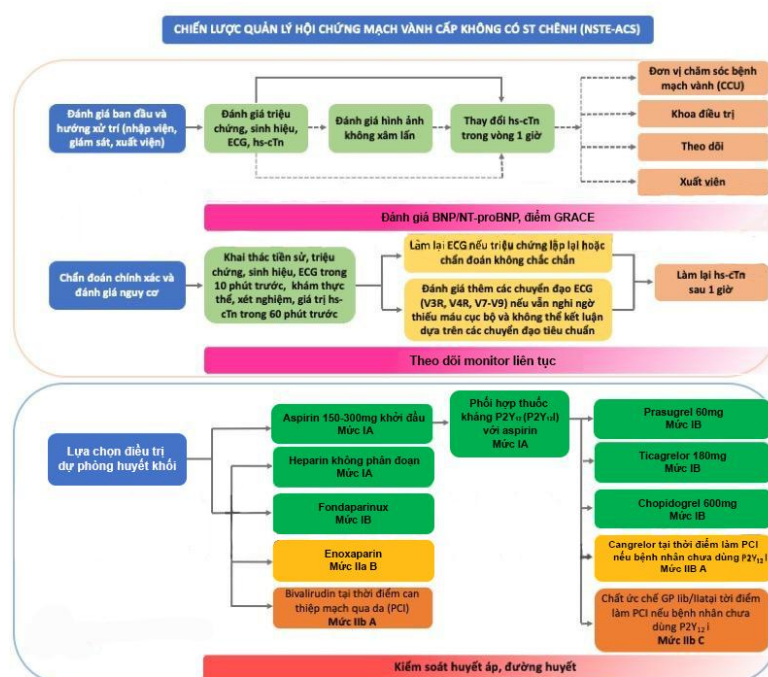 CHIẾN LƯỢC QUẢN LÝ HỘI CHỨNG MẠCH VÀNH CẤP KHÔNG CÓ ST CHÊNH (NSTE-ACS)
Đánh giá ban đầu và
hướng xử trí (nhập viện,
giám sát, xuất viện)
Đánh giá triệu
chứng, sinh hiệu,
ECG, hs-cTn
Đánh giá hình ảnh
không xâm lấn
Thay đổi hs-cTn
trong vòng 1 giờ
Đơn vị chăm sóc bệnh
mạch vành (CCU)
Khoa điều trị
Theo dõi
Xuất viên
Đánh giá BNP/NT-proBNP, điểm GRACE
Chẩn đoán chính xác và
đánh giá nguy cơ
Khai thác tiền sử, triệu
chứng, sinh hiệu, ECG trong
10 phút trước, khám thực
thể, xét nghiệm, giá trị hs-
cTn trong 60 phút trước
Làm lại ECG nếu triệu chứng lặp lại hoặc
chẩn đoán không chắc chắn
Đánh giá thêm các chuyển đạo ECG
(V3R, V4R, V7-V9) nếu vẫn nghi ngờ
thiếu máu cục bộ và không thể kết luận
dựa trên các chuyển đạo tiêu chuẩn
Làm lại hs-cTn
sau 1 giờ
Theo dõi monitor liên tục
Lựa chọn điều trị
dự phòng huyết khối
Aspirin 150-300mg khởi đầu
Mức IA
Heparin không phân đoạn
Mức IA
Fondaparinux
Mức IB
Enoxaparin
Mức IIa B
Bivalirudin tại thời điểm can
thiệp mạch qua da (PCI)
Mức IIb A
Phối hợp thuốc
kháng P2Y₁₂ (P2Y₁₂I)
với aspirin
Mức IA
Prasugrel 60mg
Mức IB
Ticagrelor 180mg
Mức IB
Chopidogrel 600mg
Mức IB
Cangrelor tại thời điểm làm PCI
nếu bệnh nhân chưa dùng P2Y₁₂ I
Mức IIB A
Chất ức chế GP IIb/IIatại tời điểm
làm PCI nếu bệnh nhân chưa
dùng P2Y₁₂ i
Mức IIb C
Kiểm soát huyết áp, đường huyết